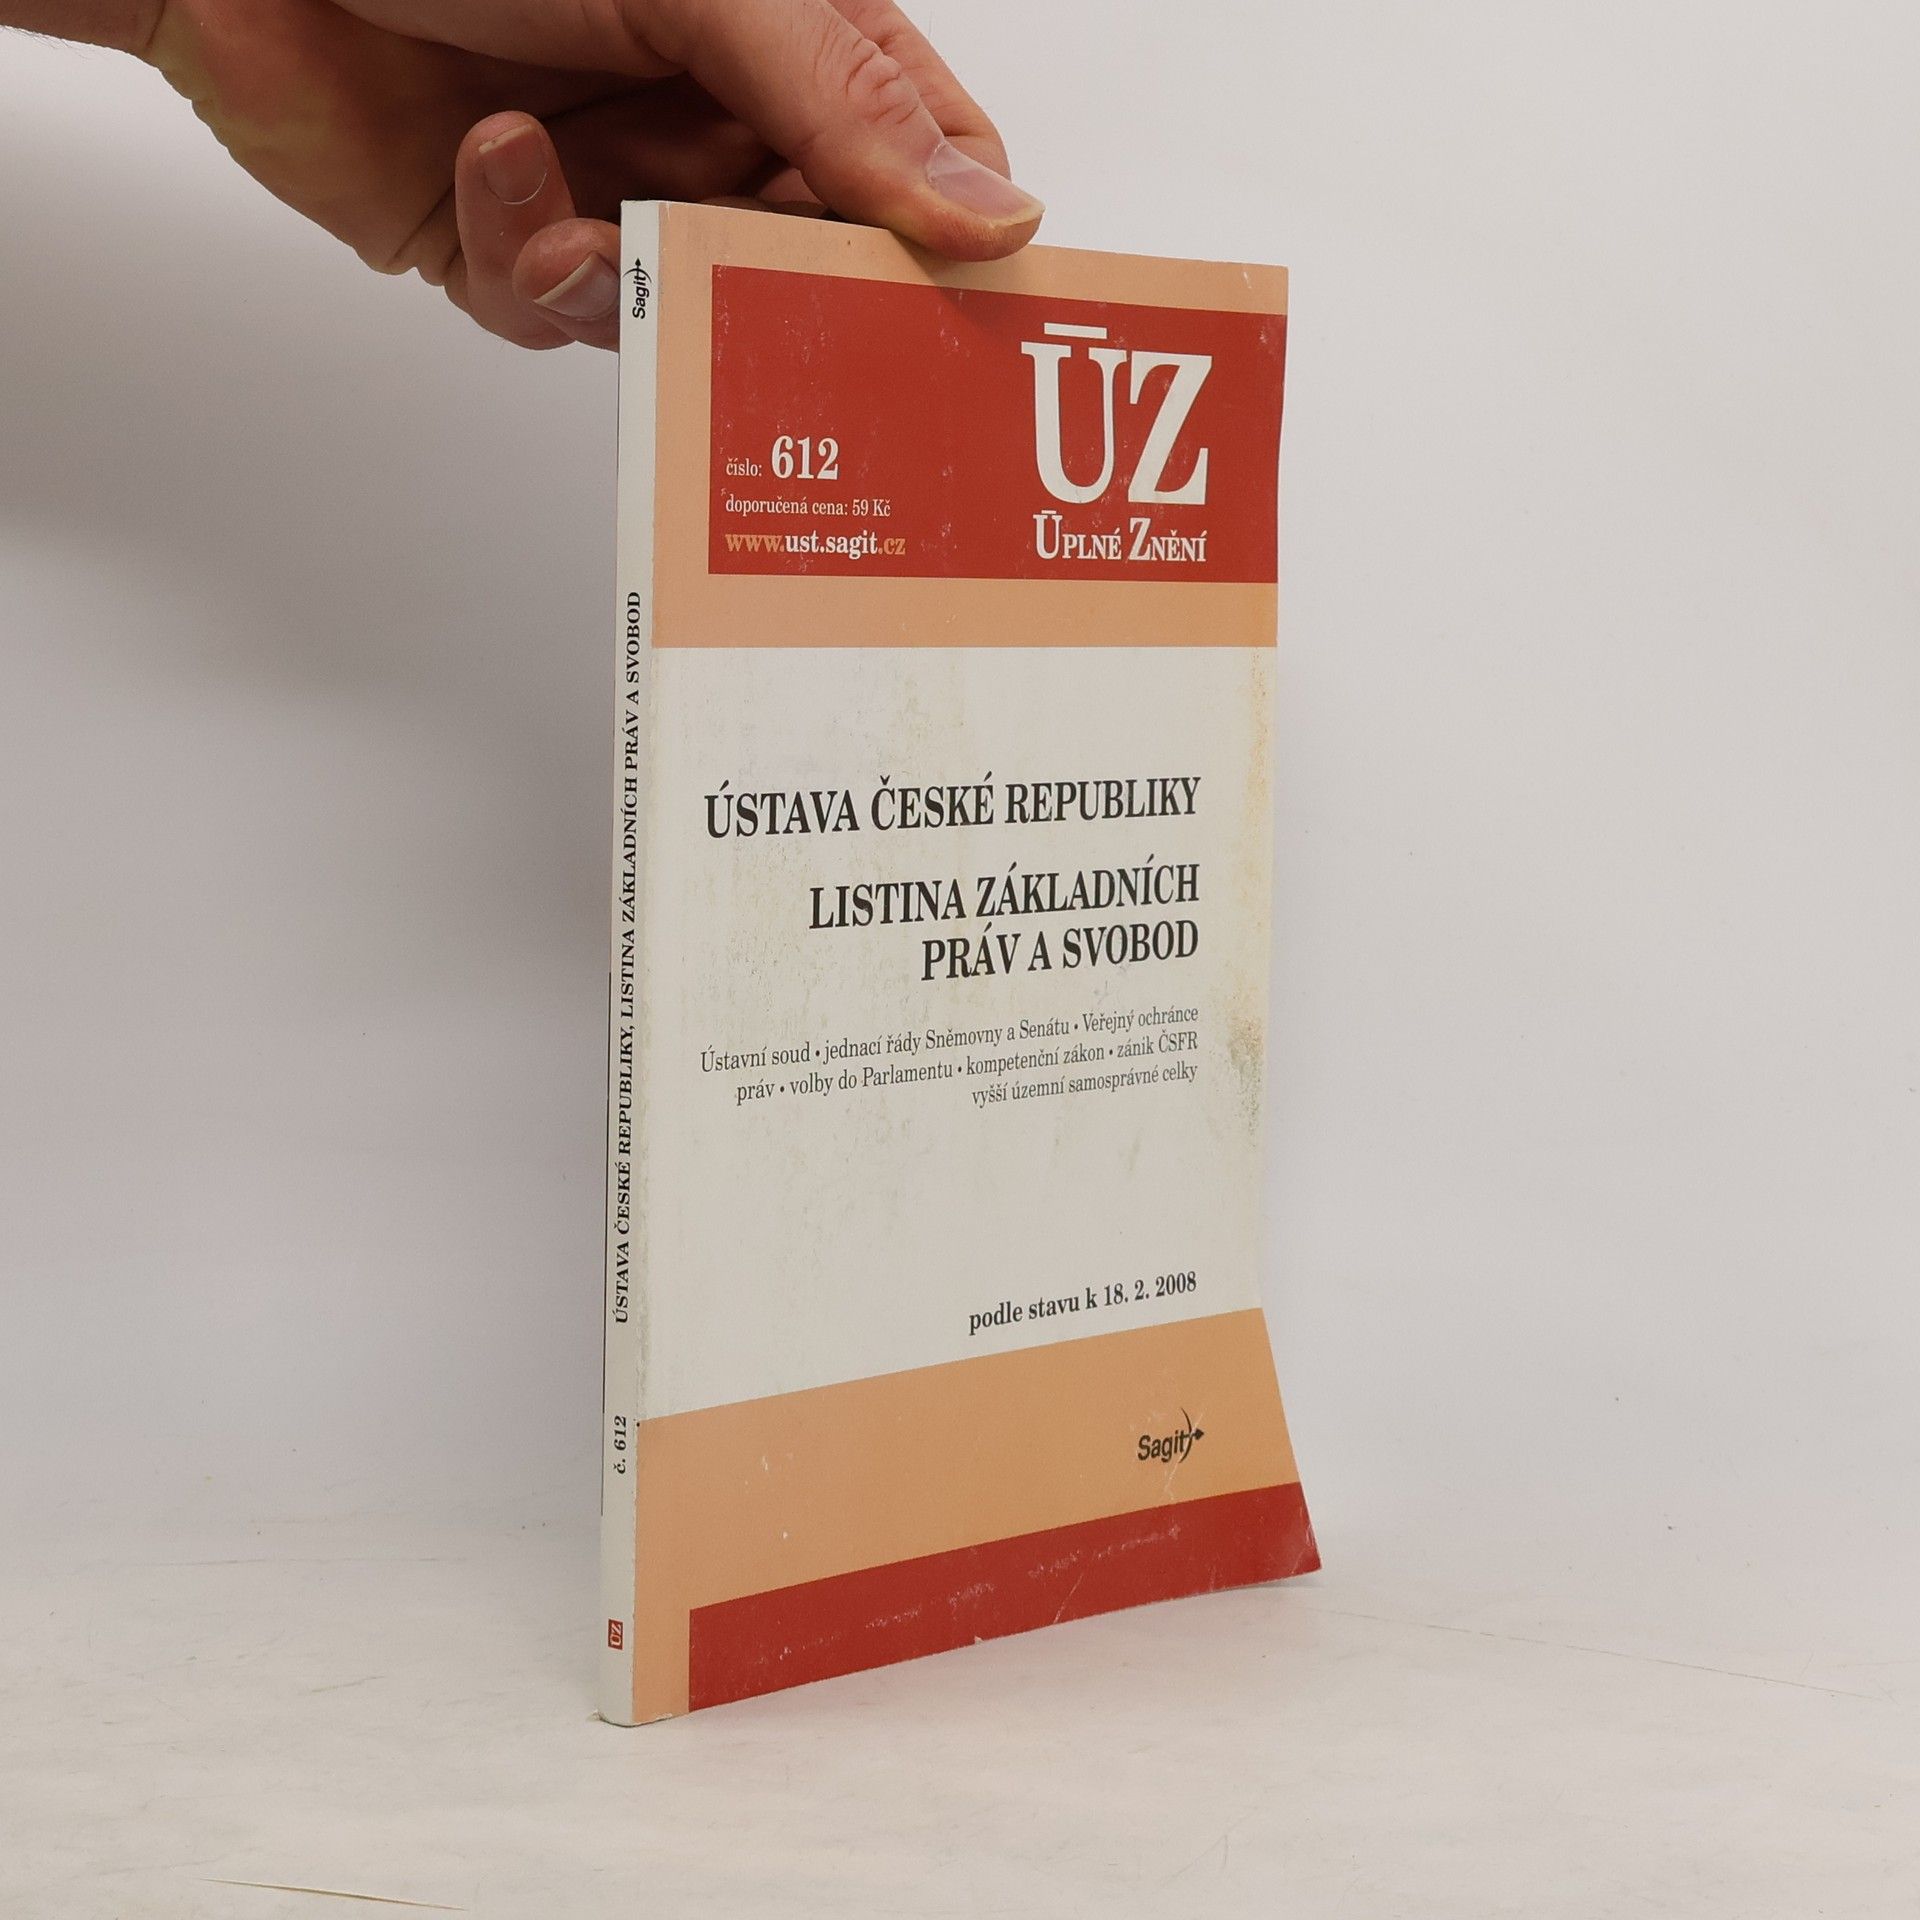 Sagit
ÚSTAVA ČESKÉ REPUBLIKY, LISTINA ZÁKLADNÍCH PRÁV A SVOBOD
č. 612
ÚZ
ÚZ
ÚPLNÉ ZNĚNÍ
číslo: 612
doporučená cena: 59 Kč
www.ust.sagit.cz
ÚSTAVA ČESKÉ REPUBLIKY
LISTINA ZÁKLADNÍCH
PRÁV A SVOBOD
Ústavní soud • jednací řády Sněmovny a Senátu • Veřejný ochránce
práv • volby do Parlamentu • kompetenční zákon • zánik ČSFR
vyšší územní samosprávné celky
podle stavu k 18. 2. 2008
Sagit